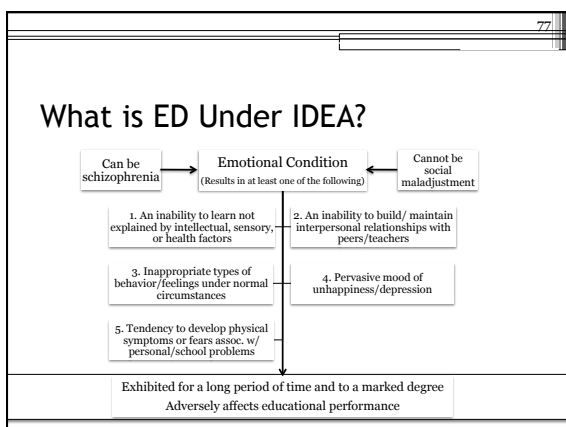 77
What is ED Under IDEA?
Can be
schizophrenia
Emotional Condition
(Results in at least one of the following)
Cannot be
social
maladjustment
1. An inability to learn not
explained by intellectual, sensory,
or health factors
2. An inability to build/ maintain
interpersonal relationships with
peers/teachers
3. Inappropriate types of
behavior/feelings under normal
circumstances
4. Pervasive mood of
unhappiness/depression
5. Tendency to develop physical
symptoms or fears assoc. w/
personal/school problems
Exhibited for a long period of time and to a marked degree
Adversely affects educational performance